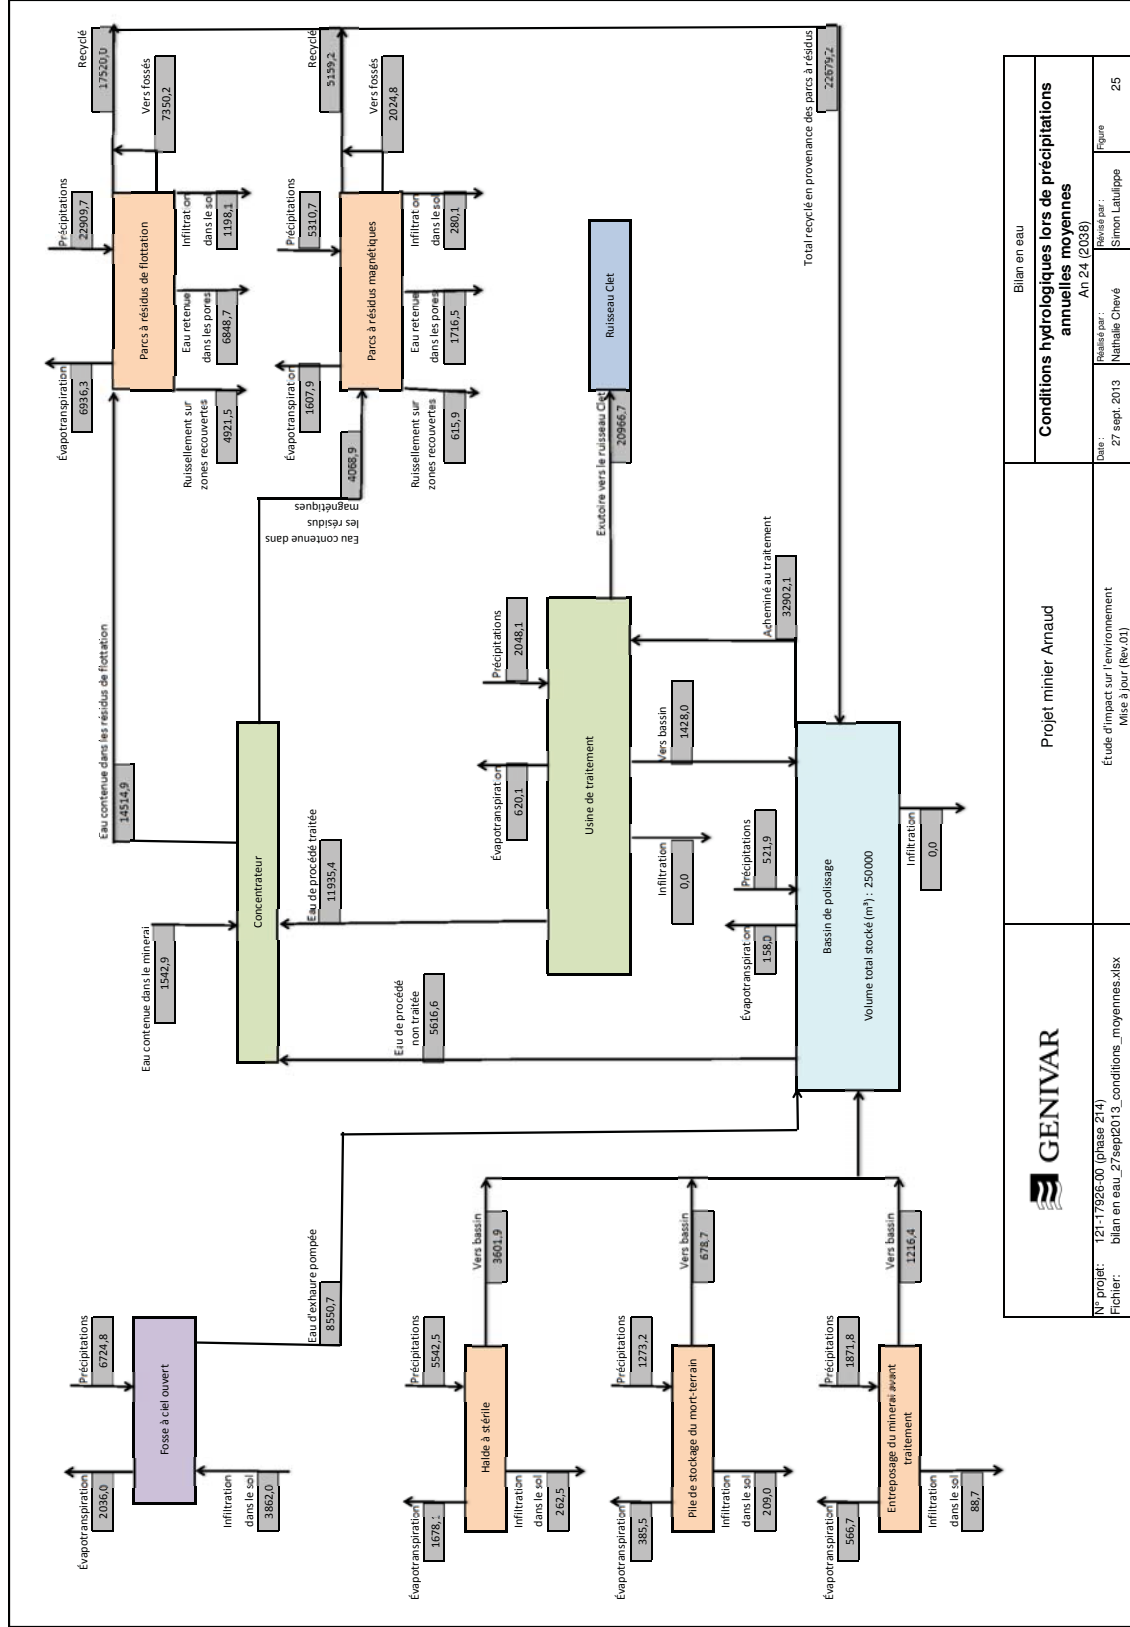 Évapotranspiration
2036,0
Précipitations
6724,8
Fosse à ciel ouvert
Infiltration
dans le sol
3862,0
Eau d'exhaure pompée
8550,7
Évapotranspiration
Précipitations
5542,5
Halde à stérile
Infiltration
dans le sol
262,5
Vers bassin
3601,9
Évapotranspiration
385,5
Précipitations
1273,2
Pile de stockage du mort-terrain
Infiltration
dans le sol
209,0
Vers bassin
678,7
Évapotranspiration
566,7
Précipitations
1871,8
Entreposage du minerai avant
traitement
Infiltration
dans le sol
88,7
Vers bassin
1216,4
Eau contenue dans le minerai
1542,9
Concentrateur
Eau de procédé
non traitée
5616,6
Eau de procédé traitée
11935,4
Eau contenue dans les résidus de flottation
14514,9
Eau contenue dans
les résidus
magnétiques
4068,9
Évapotranspiration
620,1
Précipitations
2048,1
Usine de traitement
Infiltration
0,0
Vers bassin
1428,0
Acheminé au traitement
32902,1
Évapotranspiration
158,0
Précipitations
521,9
Bassin de polissage
Volume total stocké (m³) : 250000
Infiltration
0,0
Exutoire vers le ruisseau Clet
20966,7
Ruisseau Clet
Évapotranspiration
6936,3
Précipitations
22909,7
Parcs à résidus de flottation
Ruissellement sur
zones recouvertes
4921,5
Eau retenue
dans les pores
6848,7
Infiltration
dans le sol
1198,1
Recyclé
17520,0
Vers fossés
7350,2
Évapotranspiration
1607,9
Précipitations
5310,7
Parcs à résidus magnétiques
Ruissellement sur
zones recouvertes
615,9
Eau retenue
dans les pores
1716,5
Infiltration
dans le sol
280,1
Recyclé
5159,2
Vers fossés
2024,8
Total recyclé en provenance des parcs à résidus
22679,2
GENIVAR
N° projet: 121-17926-00 (phase 214)
Fichier: bilan en eau_27sept2013_conditions_moyennes.xlsx
Projet minier Arnaud
Étude d'impact sur l'environnement
Mise à jour (Rev.01)
Bilan en eau
Conditions hydrologiques lors de précipitations
annuelles moyennes
An 24 (2038)
Date : 27 sept. 2013
Réalisé par : Nathalie Chevé
Révisé par : Simon Latulippe
Figure 25